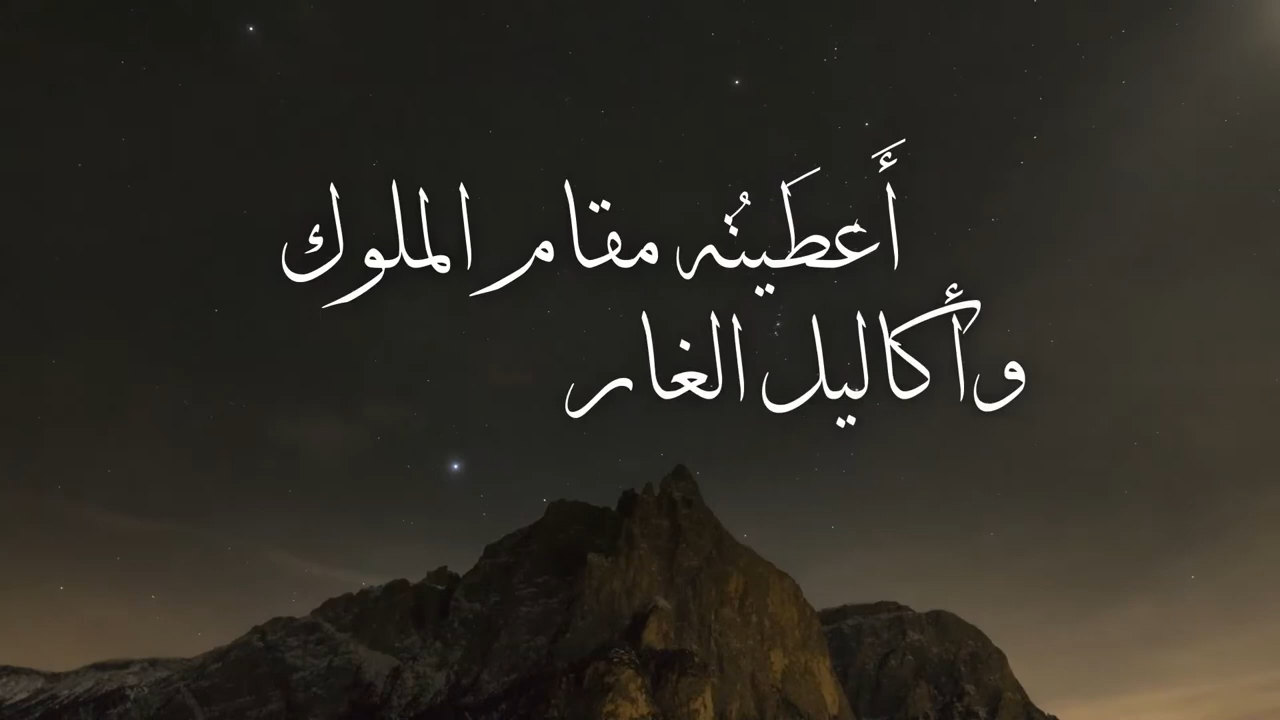 أَعطَيتُه مقام الملوك
وأكاليل الغار